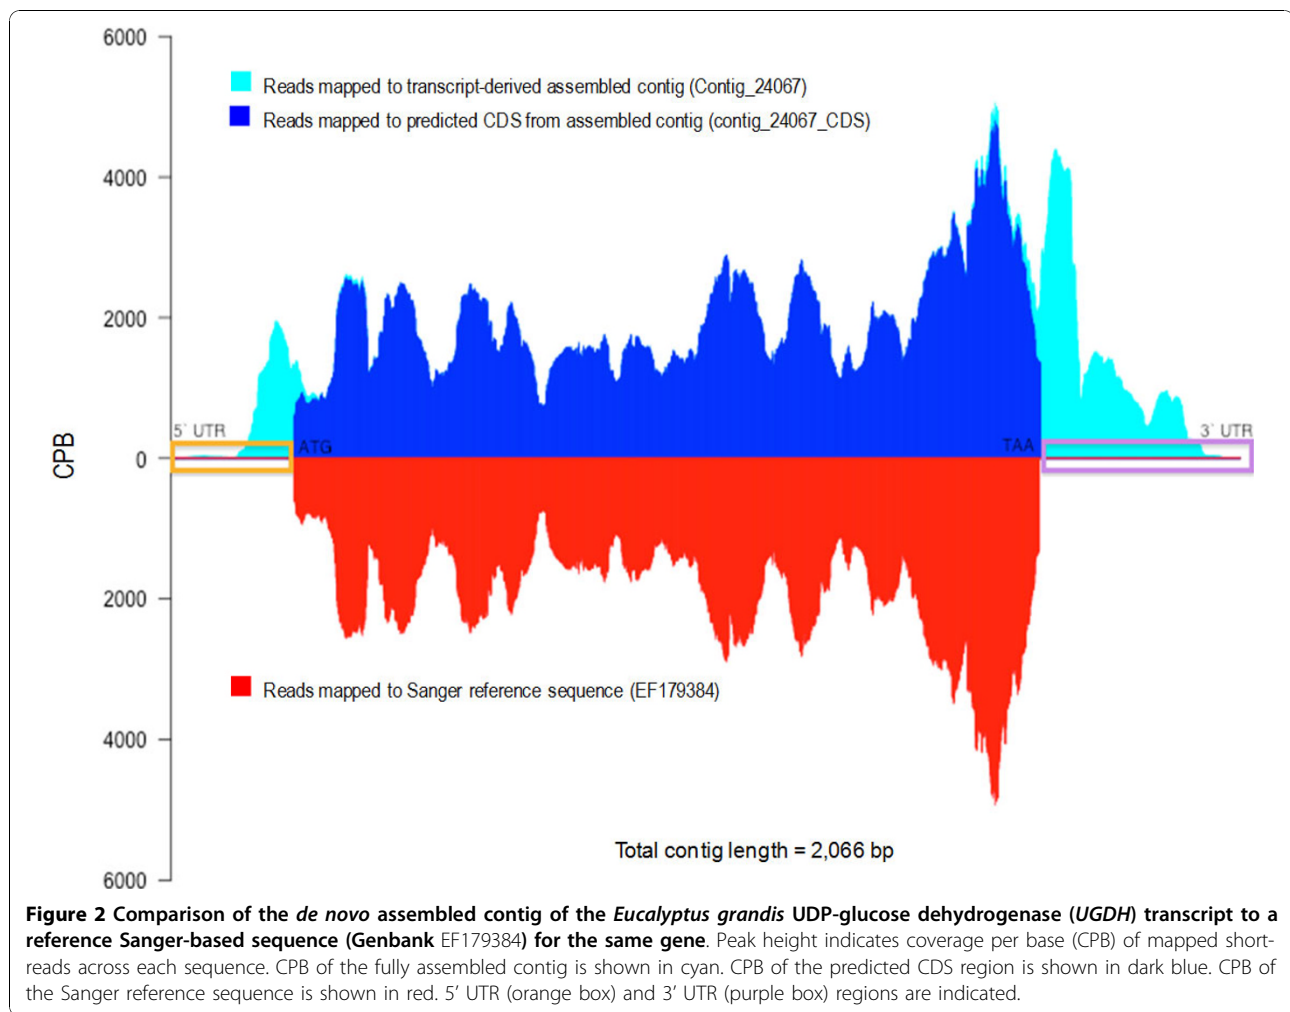 6000
Reads mapped to transcript-derived assembled contig (Contig_24067)
Reads mapped to predicted CDS from assembled contig (contig_24067_CDS)
4000
2000
5` UTR
3` UTR
ATG
TAA
CPB
0
2000
Reads mapped to Sanger reference sequence (EF179384)
4000
Total contig length = 2,066 bp
6000
Figure 2 Comparison of the de novo assembled contig of the Eucalyptus grandis UDP-glucose dehydrogenase (UGDH) transcript to a
reference Sanger-based sequence (Genbank EF179384) for the same gene. Peak height indicates coverage per base (CPB) of mapped short-
reads across each sequence. CPB of the fully assembled contig is shown in cyan. CPB of the predicted CDS region is shown in dark blue. CPB of
the Sanger reference sequence is shown in red. 5’ UTR (orange box) and 3’ UTR (purple box) regions are indicated.